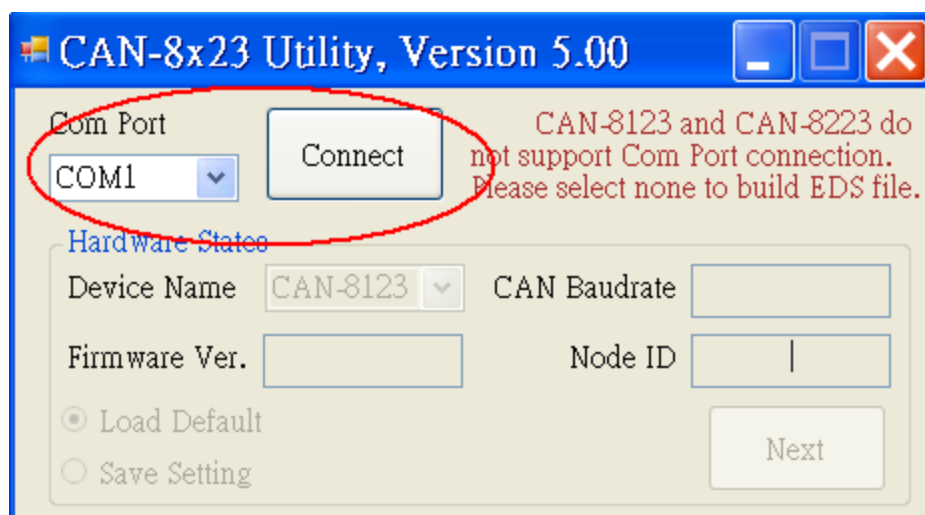 CAN-8x23 Utility, Version 5.00
Com Port
COM1
Connect
CAN-8123 and CAN-8223 do
not support Com Port connection.
Please select none to build EDS file.
Hardware States
Device Name
CAN-8123
CAN Baudrate
Firmware Ver.
Node ID
Load Default
Save Setting
Next